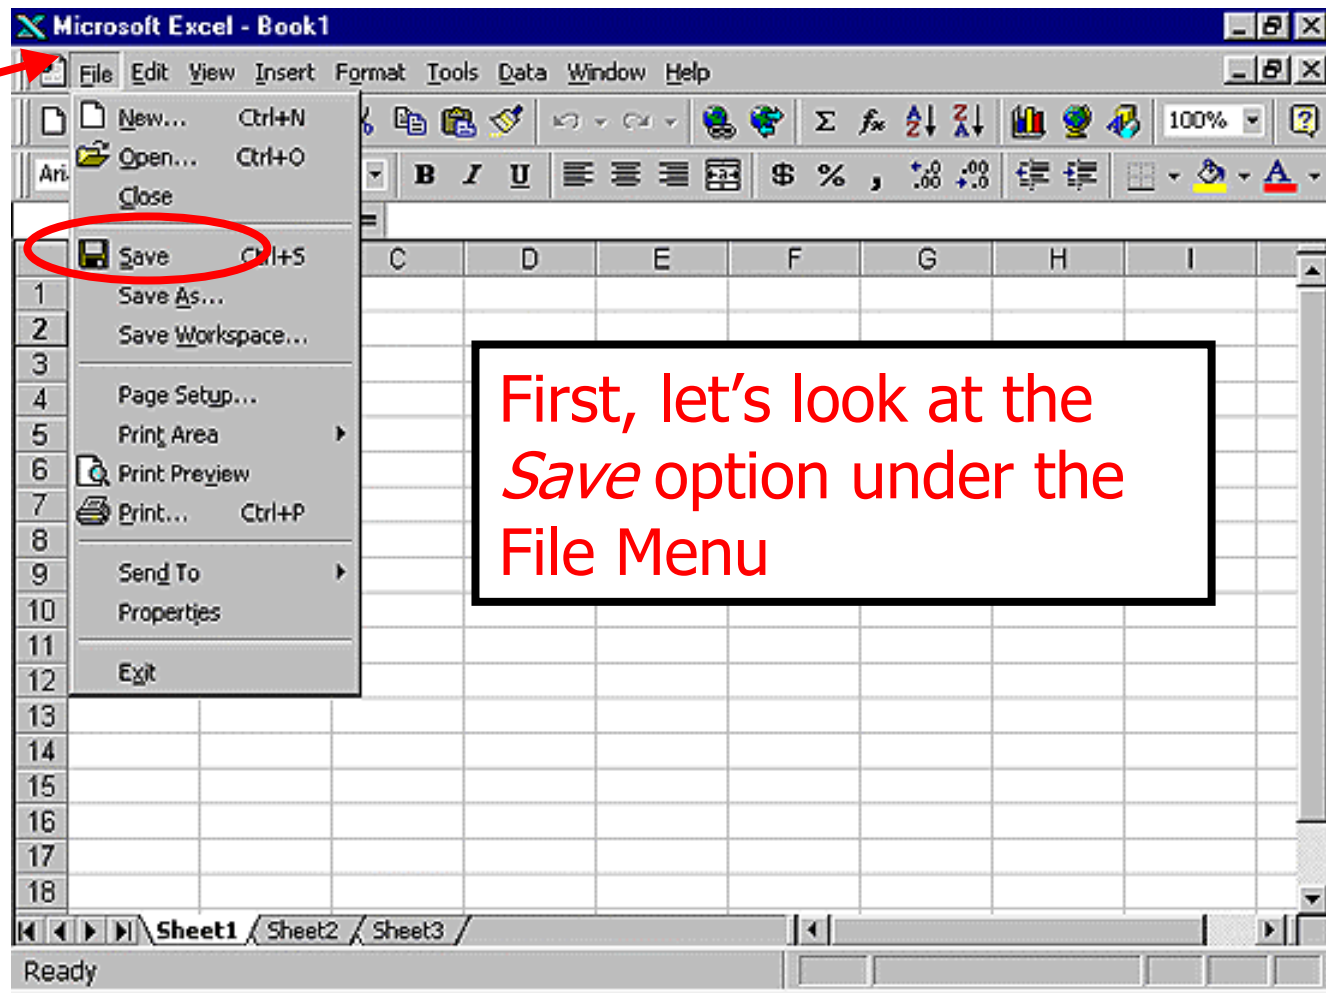 Microsoft Excel - Book1
File Edit View Insert Format Tools Data Window Help
New... Ctrl+N
100%
Open... Ctrl+O
Ari
B I U $ % ,
Close
=
Save Ctrl+S
C D E F G H I
Save As...
Save Workspace...
Page Setup...
Print Area
Print Preview
Print... Ctrl+P
Send To
Properties
Exit
First, let’s look at the
Save option under the
File Menu
1
2
3
4
5
6
7
8
9
10
11
12
13
14
15
16
17
18
Sheet1 Sheet2 Sheet3
Ready